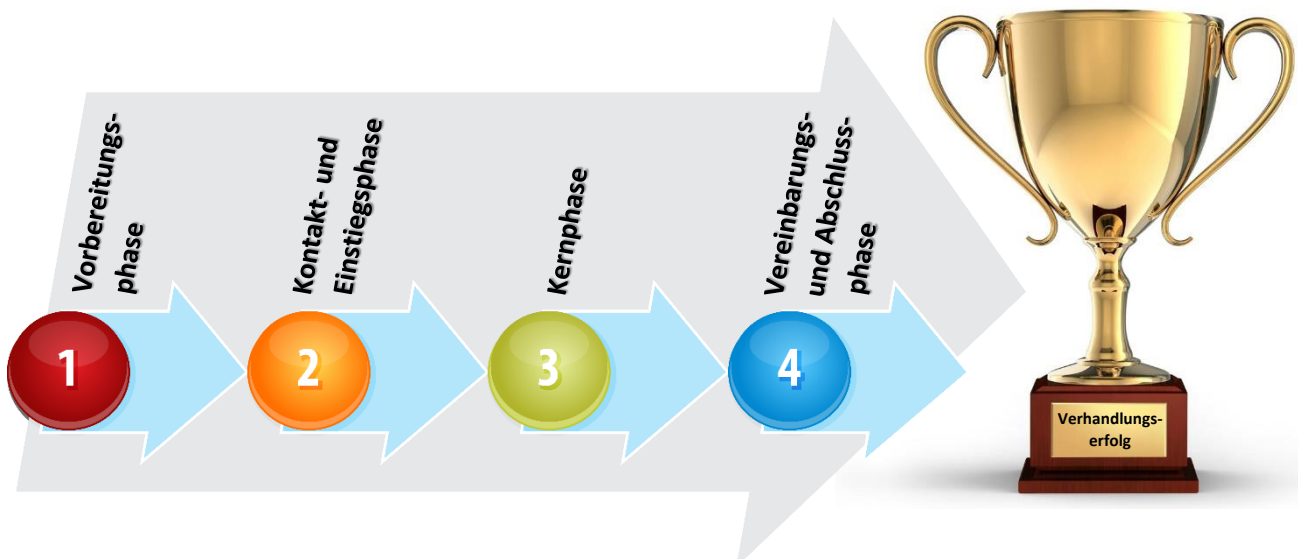 Vorbereitungs-
phase
Kontakt- und
Einstiegsphase
Kernphase
Vereinbarungs-
und Abschluss-
phase
1
2
3
4
Verhandlungs-
erfolg